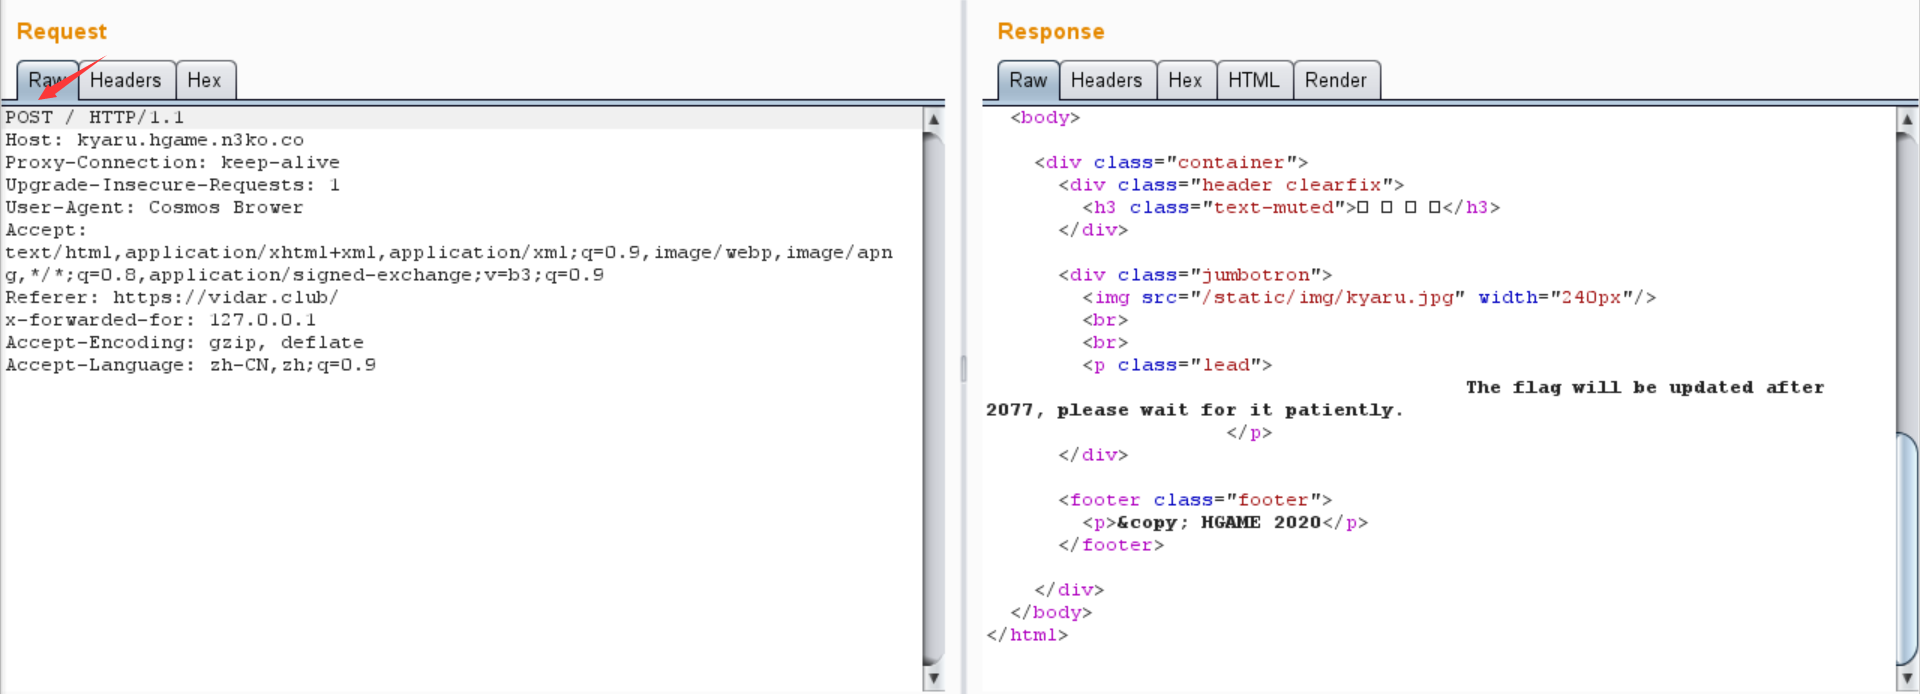 Request
Raw Headers Hex
POST / HTTP/1.1
Host: kyaru.hgame.n3ko.co
Proxy-Connection: keep-alive
Upgrade-Insecure-Requests: 1
User-Agent: Cosmos Brower
Accept:
text/html,application/xhtml+xml,application/xml;q=0.9,image/webp,image/apn
g,*/*;q=0.8,application/signed-exchange;v=b3;q=0.9
Referer: https://vidar.club/
x-forwarded-for: 127.0.0.1
Accept-Encoding: gzip, deflate
Accept-Language: zh-CN,zh;q=0.9
Response
Raw Headers Hex HTML Render
<body>
<div class="container">
<div class="header clearfix">
<h3 class="text-muted">□ □ □ □</h3>
</div>
<div class="jumbotron">
<img src="/static/img/kyaru.jpg" width="240px"/>
<br>
<br>
<p class="lead">
The flag will be updated after
2077, please wait for it patiently.
</p>
</div>
<footer class="footer">
<p>&copy; HGAME 2020</p>
</footer>
</div>
</body>
</html>